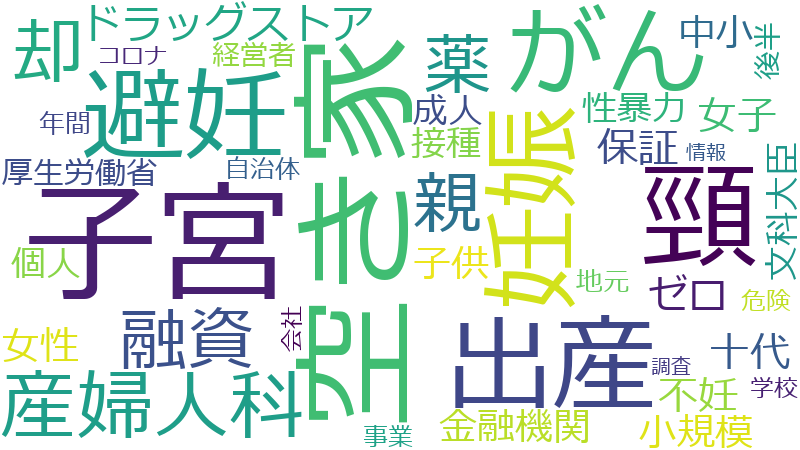 ドラッグストア
却
コロナ
経営者
薬
がん
中小
後半
避妊
空き家
年間
成人
接種
性暴力
女子
保証
情報
厚生労働省
自治体
子宮
親
妊娠
頸
文科大臣
個人
子供
地元
ゼロ
危険
女性
融資
会社
出産
十代
調査
学校
産婦人科
事業
金融機関
不妊
小規模